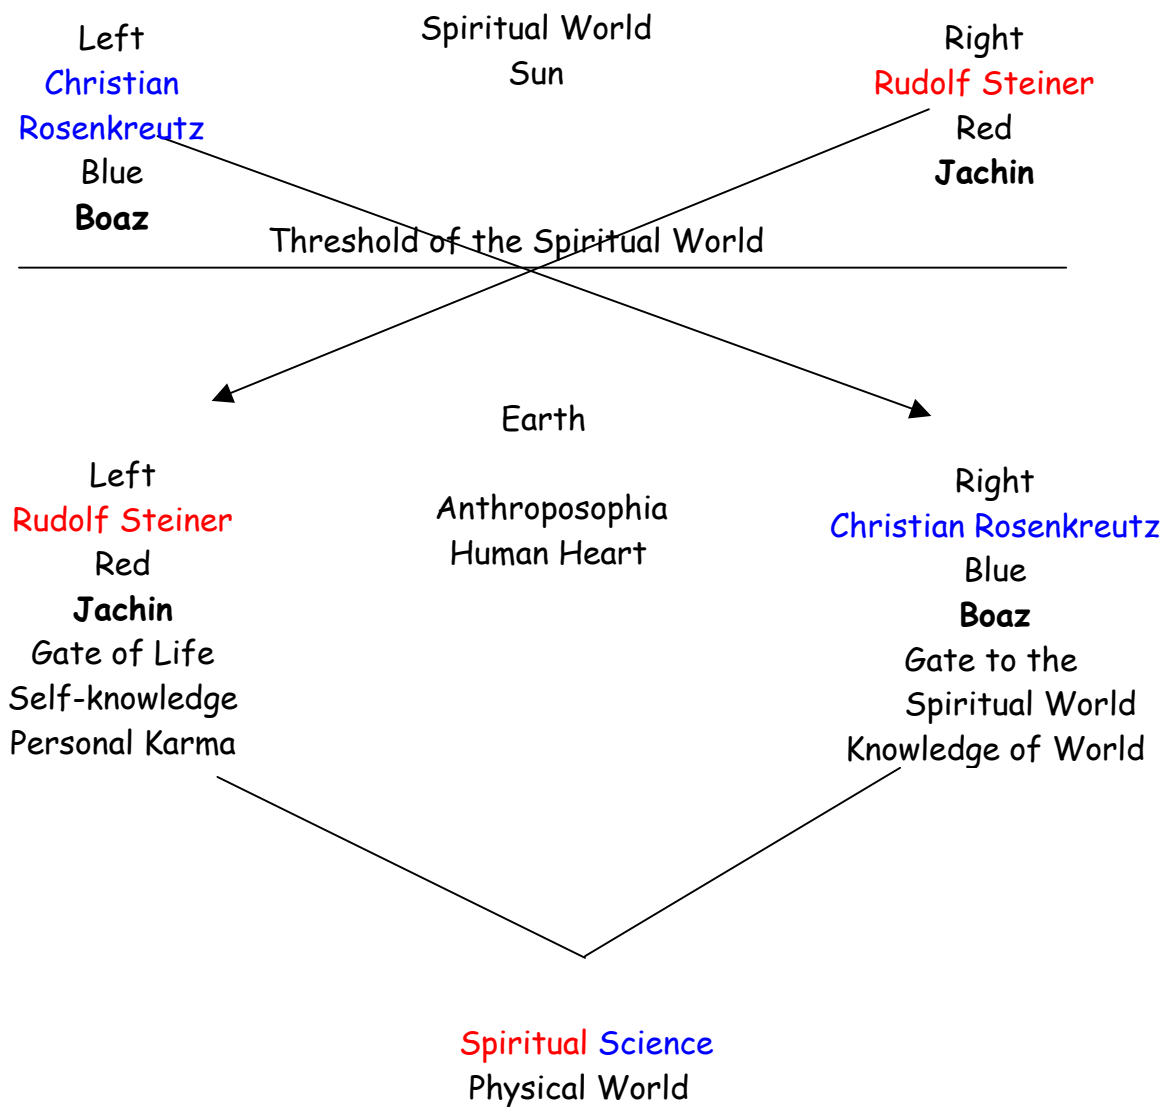 Left
Christian
Rosenkreutz
Blue
Boaz
Spiritual World
Sun
Right
Rudolf Steiner
Red
Jachin
Threshold of the Spiritual World
Earth
Left
Rudolf Steiner
Red
Jachin
Gate of Life
Self-knowledge
Personal Karma
Anthroposophia
Human Heart
Right
Christian Rosenkreutz
Blue
Boaz
Gate to the
Spiritual World
Knowledge of World
Spiritual Science
Physical World